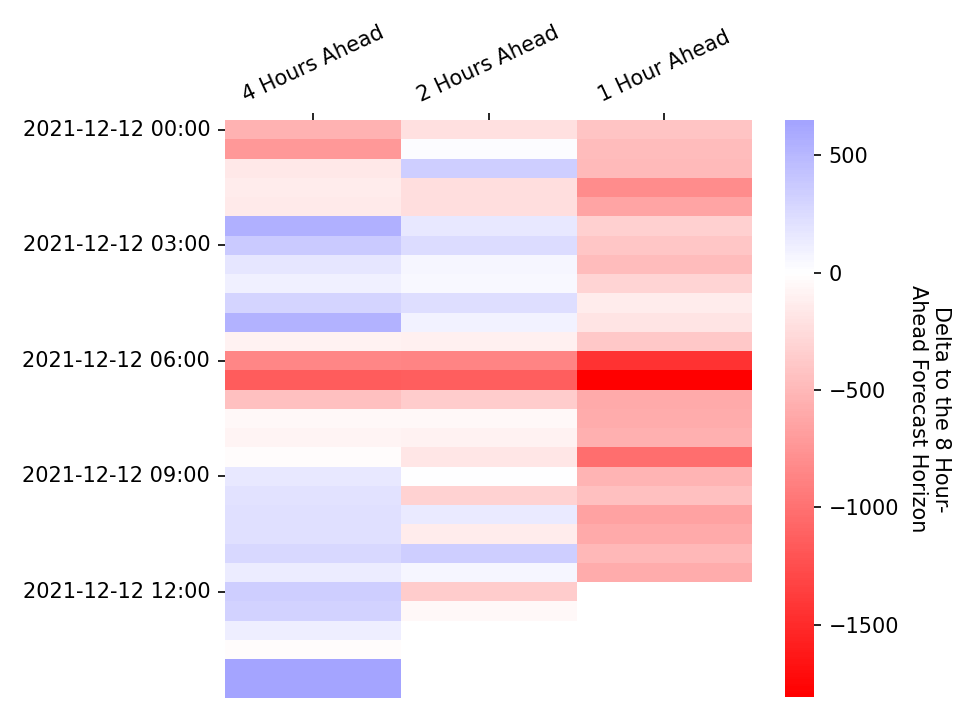 4 Hours Ahead
2 Hours Ahead
1 Hour Ahead
2021-12-12 00:00
2021-12-12 03:00
2021-12-12 06:00
2021-12-12 09:00
2021-12-12 12:00
500
0
−500
−1000
−1500
Delta to the 8 Hour-
Ahead Forecast Horizon